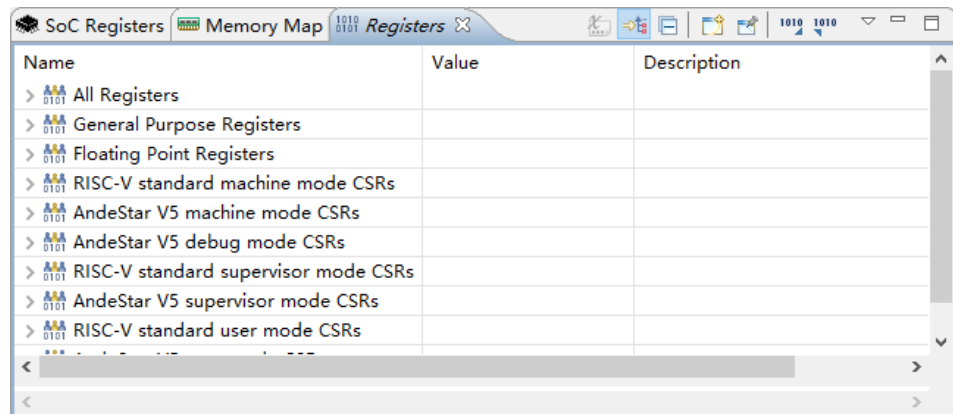 SoC Registers Memory Map Registers
Name Value Description
All Registers
General Purpose Registers
Floating Point Registers
RISC-V standard machine mode CSRs
AndeStar V5 machine mode CSRs
AndeStar V5 debug mode CSRs
RISC-V standard supervisor mode CSRs
AndeStar V5 supervisor mode CSRs
RISC-V standard user mode CSRs